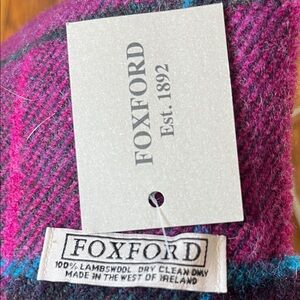 FOXFORD
Est. 1892
FOXFORD
100% LAMBSWOOL DRY CLEAN ONLY
MADE IN THE WEST OF IRELAND